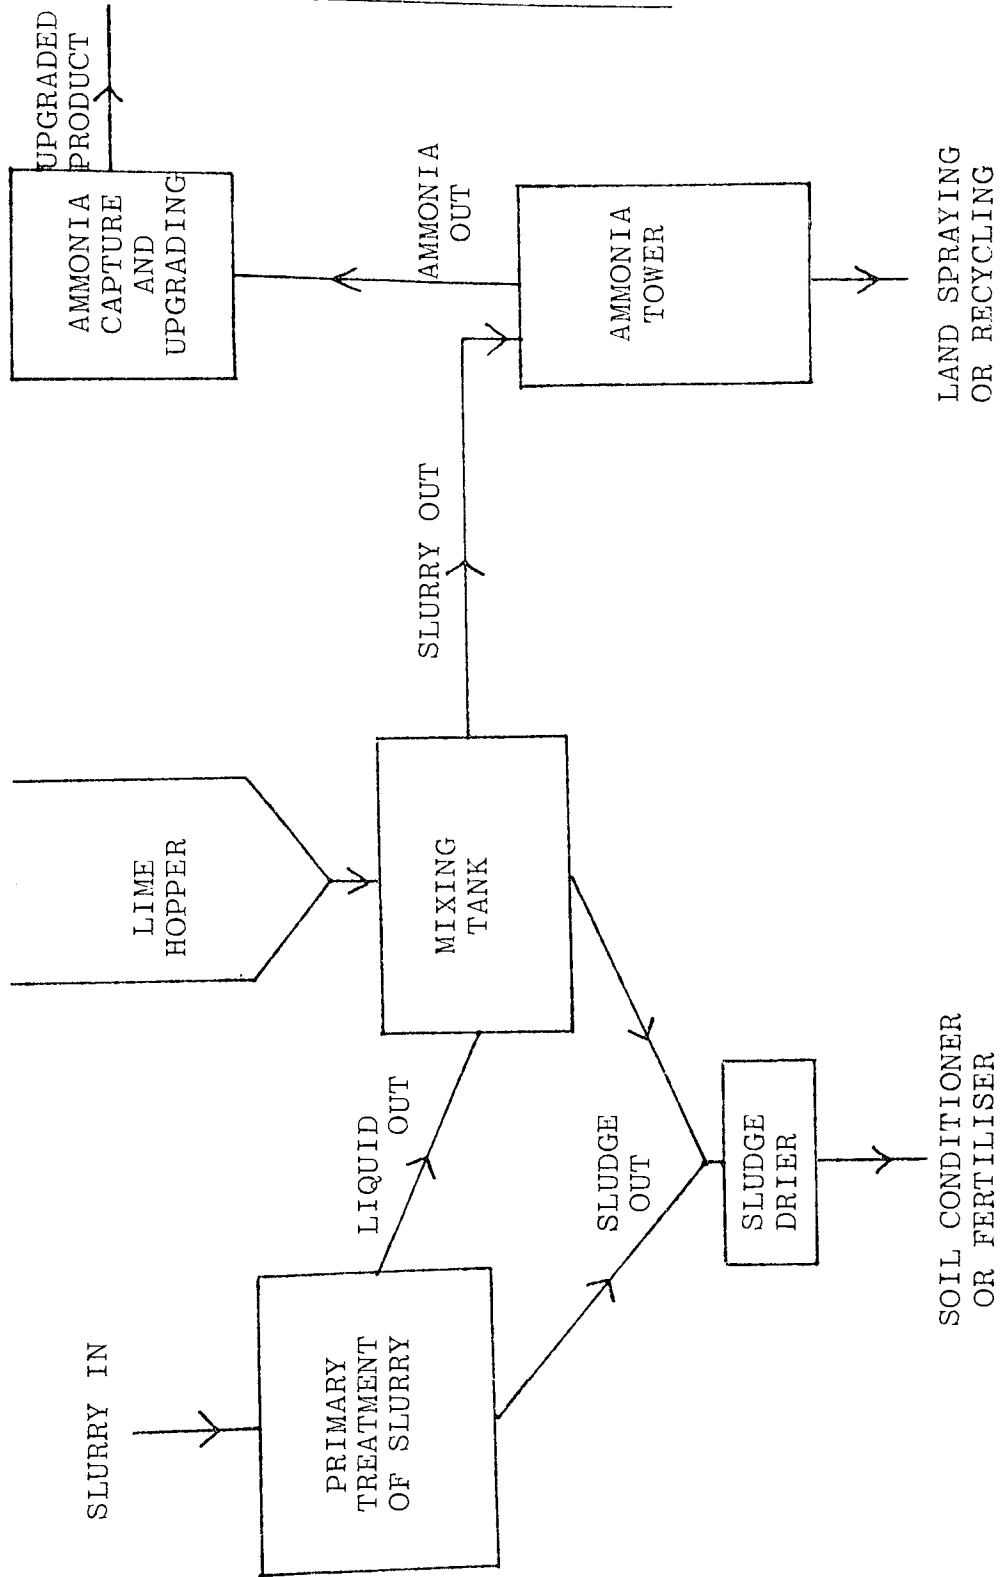 SLURRY IN
PRIMARY
TREATMENT
OF SLURRY
LIQUID
OUT
SLUDGE
OUT
SLUDGE
DRIER
SOIL CONDITIONER
OR FERTILISER
LIME
HOPPER
MIXING
TANK
SLURRY OUT
AMMONIA
TOWER
LAND SPRAYING
OR RECYCLING
AMMONIA
OUT
AMMONIA
CAPTURE
AND
UPGRADING
UPGRADED
PRODUCT